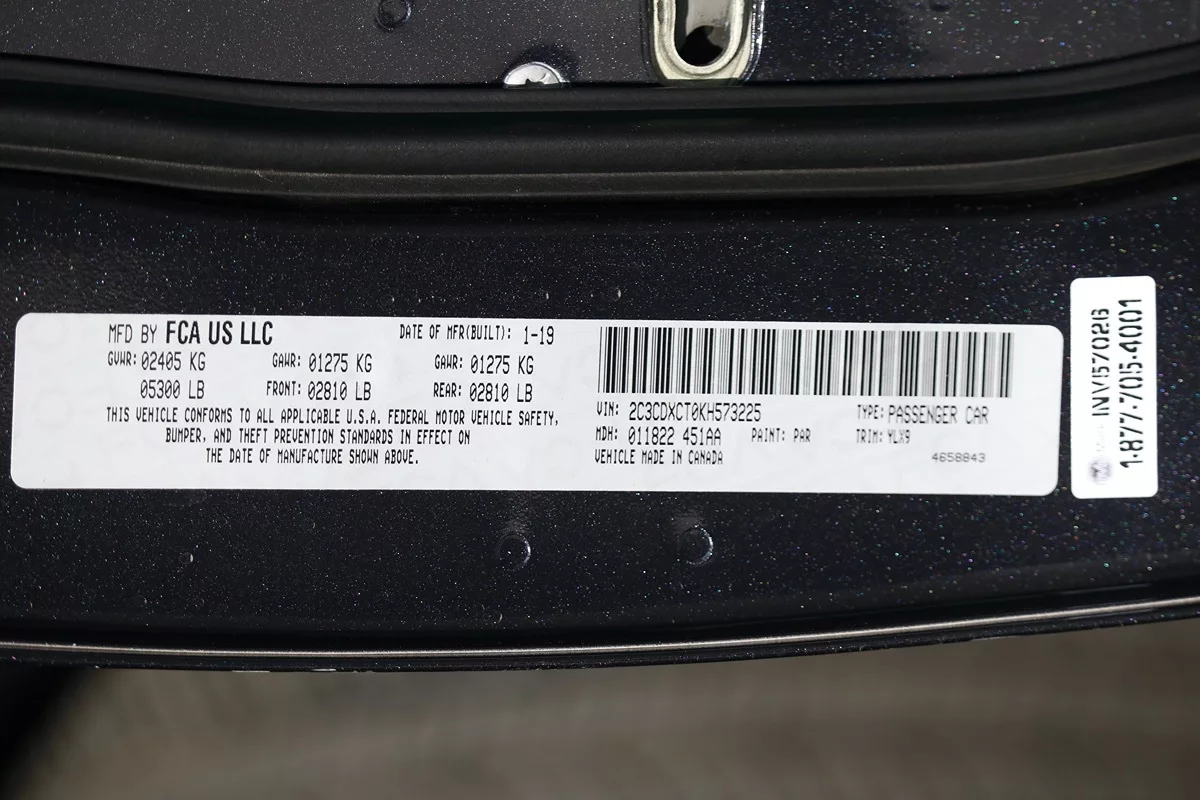 MFD BY FCA US LLC DATE OF MFR(BUILT): 1-19
GVWR: 02405 KG GAWR: 01275 KG GAWR: 01275 KG
05300 LB FRONT: 02810 LB REAR: 02810 LB
THIS VEHICLE CONFORMS TO ALL APPLICABLE U.S.A. FEDERAL MOTOR VEHICLE SAFETY,
BUMPER, AND THEFT PREVENTION STANDARDS IN EFFECT ON
THE DATE OF MANUFACTURE SHOWN ABOVE.
VIN: 2C3CDXCT0KH573225 TYPE: PASSENGER CAR
MDH: 011822 451AA PAINT: PAR TRIM: YLX9
VEHICLE MADE IN CANADA 4658843
INV57026
1-877-705-4001